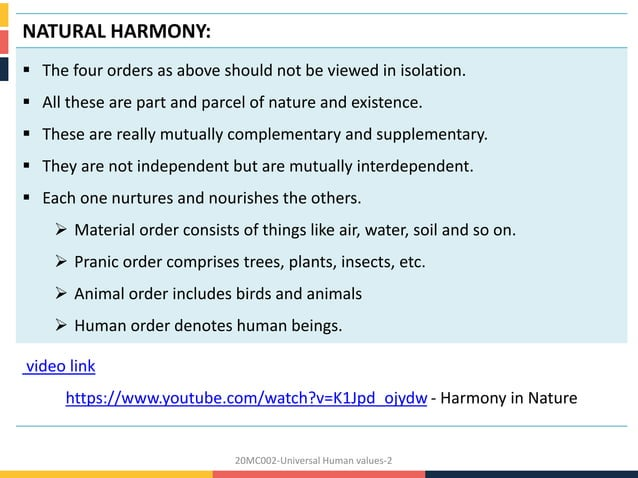 NATURAL HARMONY:
▪ The four orders as above should not be viewed in isolation.
▪ All these are part and parcel of nature and existence.
▪ These are really mutually complementary and supplementary.
▪ They are not independent but are mutually interdependent.
▪ Each one nurtures and nourishes the others.
➢ Material order consists of things like air, water, soil and so on.
➢ Pranic order comprises trees, plants, insects, etc.
➢ Animal order includes birds and animals
➢ Human order denotes human beings.
video link
https://www.youtube.com/watch?v=K1Jpd_ojydw - Harmony in Nature
20MC002-Universal Human values-2